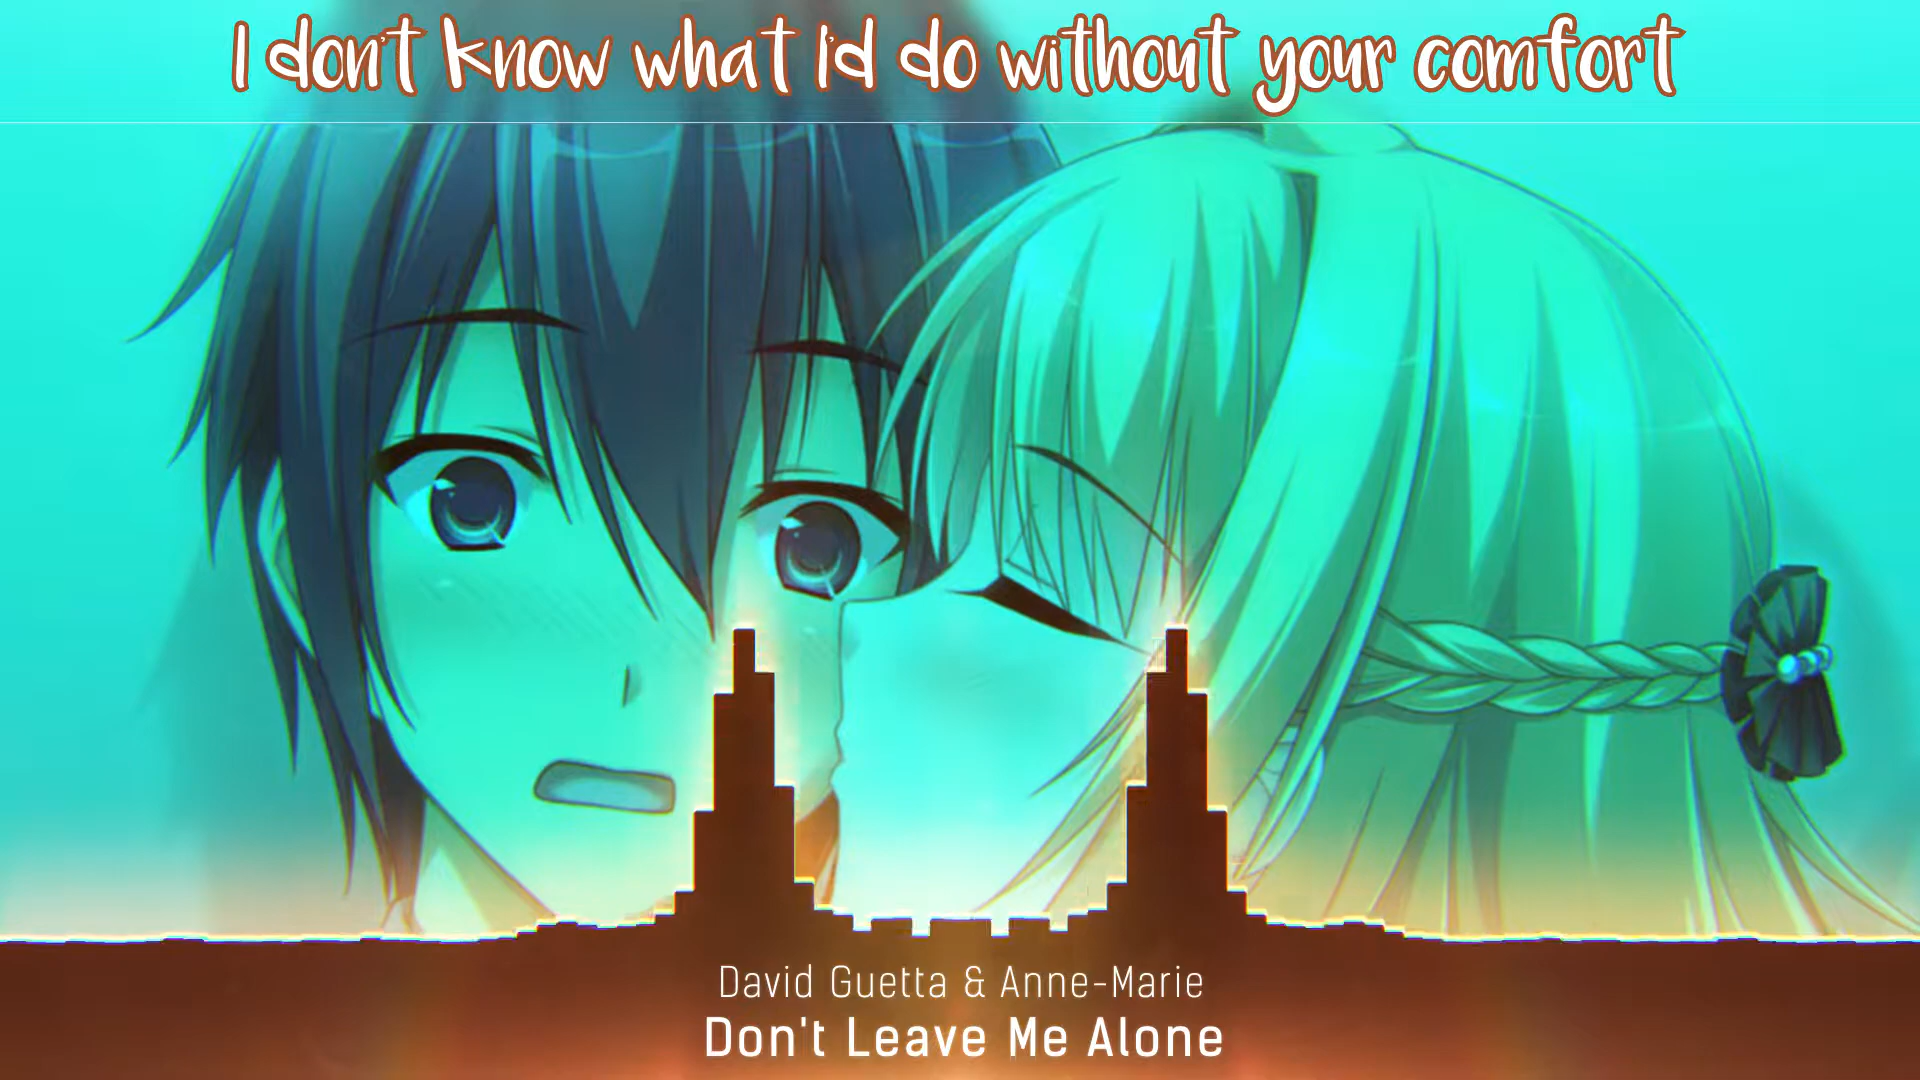 I don't know what I'd do without your comfort
David Guetta & Anne-Marie
Don't Leave Me Alone